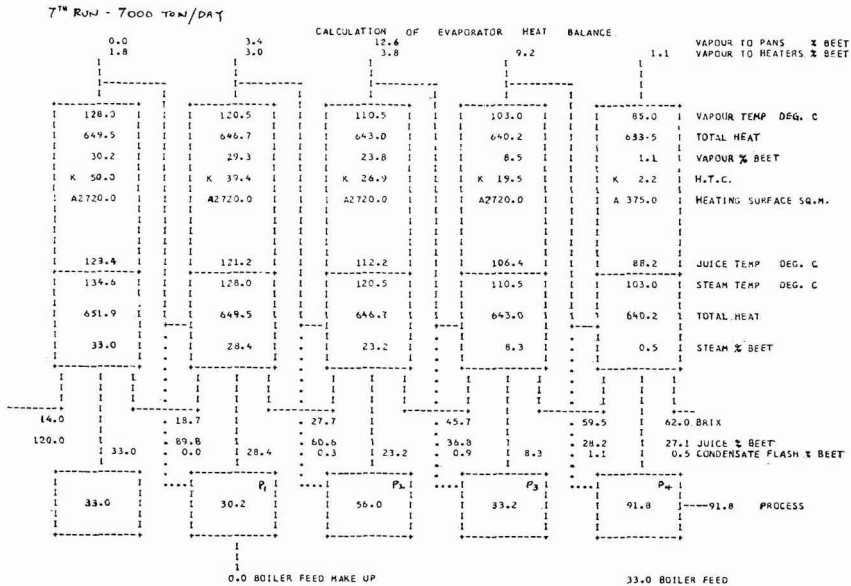 7TH RUN - 7000 TON/DAY
CALCULATION OF EVAPORATOR HEAT BALANCE
0.0 3.4 12.6 VAPOUR TO PANS % BEET
1.8 3.0 3.8 9.2 1.1 VAPOUR TO HEATERS % BEET
128.0 120.5 110.5 103.0 85.0 VAPOUR TEMP DEG. C
649.5 646.7 643.0 640.2 633.5 TOTAL HEAT
30.2 29.3 23.8 8.5 1.1 VAPOUR % BEET
K 50.0 K 39.4 K 26.9 K 19.5 K 2.2 H.T.C.
A2720.0 A2720.0 A2720.0 A2720.0 A 375.0 HEATING SURFACE SQ.M.
123.4 121.2 112.2 106.4 88.2 JUICE TEMP DEG. C
134.6 128.0 120.5 110.5 103.0 STEAM TEMP DEG. C
651.9 649.5 646.7 643.0 640.2 TOTAL HEAT
33.0 28.4 23.2 8.3 0.5 STEAM % BEET
14.0 18.7 27.7 45.7 59.5 62.0 BRIX
120.0 89.8 60.6 36.8 28.2 27.1 JUICE % BEET
33.0 0.0 28.4 0.3 23.2 0.9 8.3 1.1 0.5 CONDENSATE FLASH % BEET
P1 P2 P3 P4
33.0 30.2 56.0 33.2 91.8 91.8 PROCESS
0.0 BOILER FEED MAKE UP 33.0 BOILER FEED